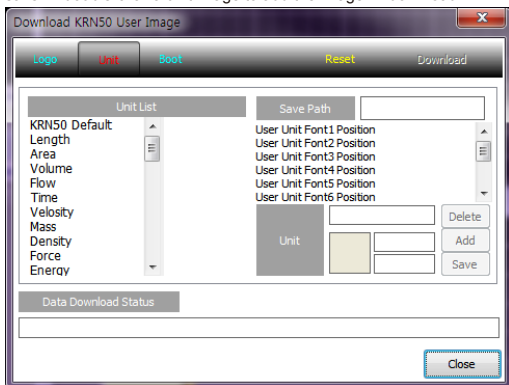 Download KRN50 User Image
Logo Unit Boot Reset Download
Unit List
KRN50 Default
Length
Area
Volume
Flow
Time
Velosity
Mass
Density
Force
Energy
Save Path
User Unit Font1 Position
User Unit Font2 Position
User Unit Font3 Position
User Unit Font4 Position
User Unit Font5 Position
User Unit Font6 Position
Unit
Delete
Add
Save
Data Download Status
Close